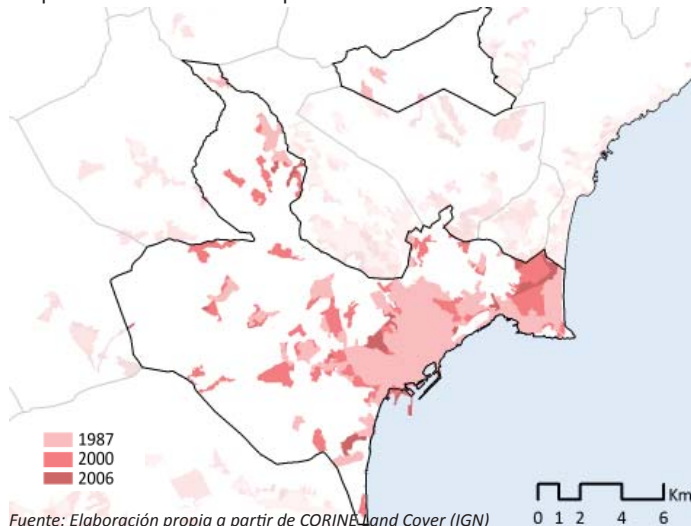 1987
2000
2006
Km
0 1 2 4 6
Fuente: Elaboración propia a partir de CORINE Land Cover (IGN)